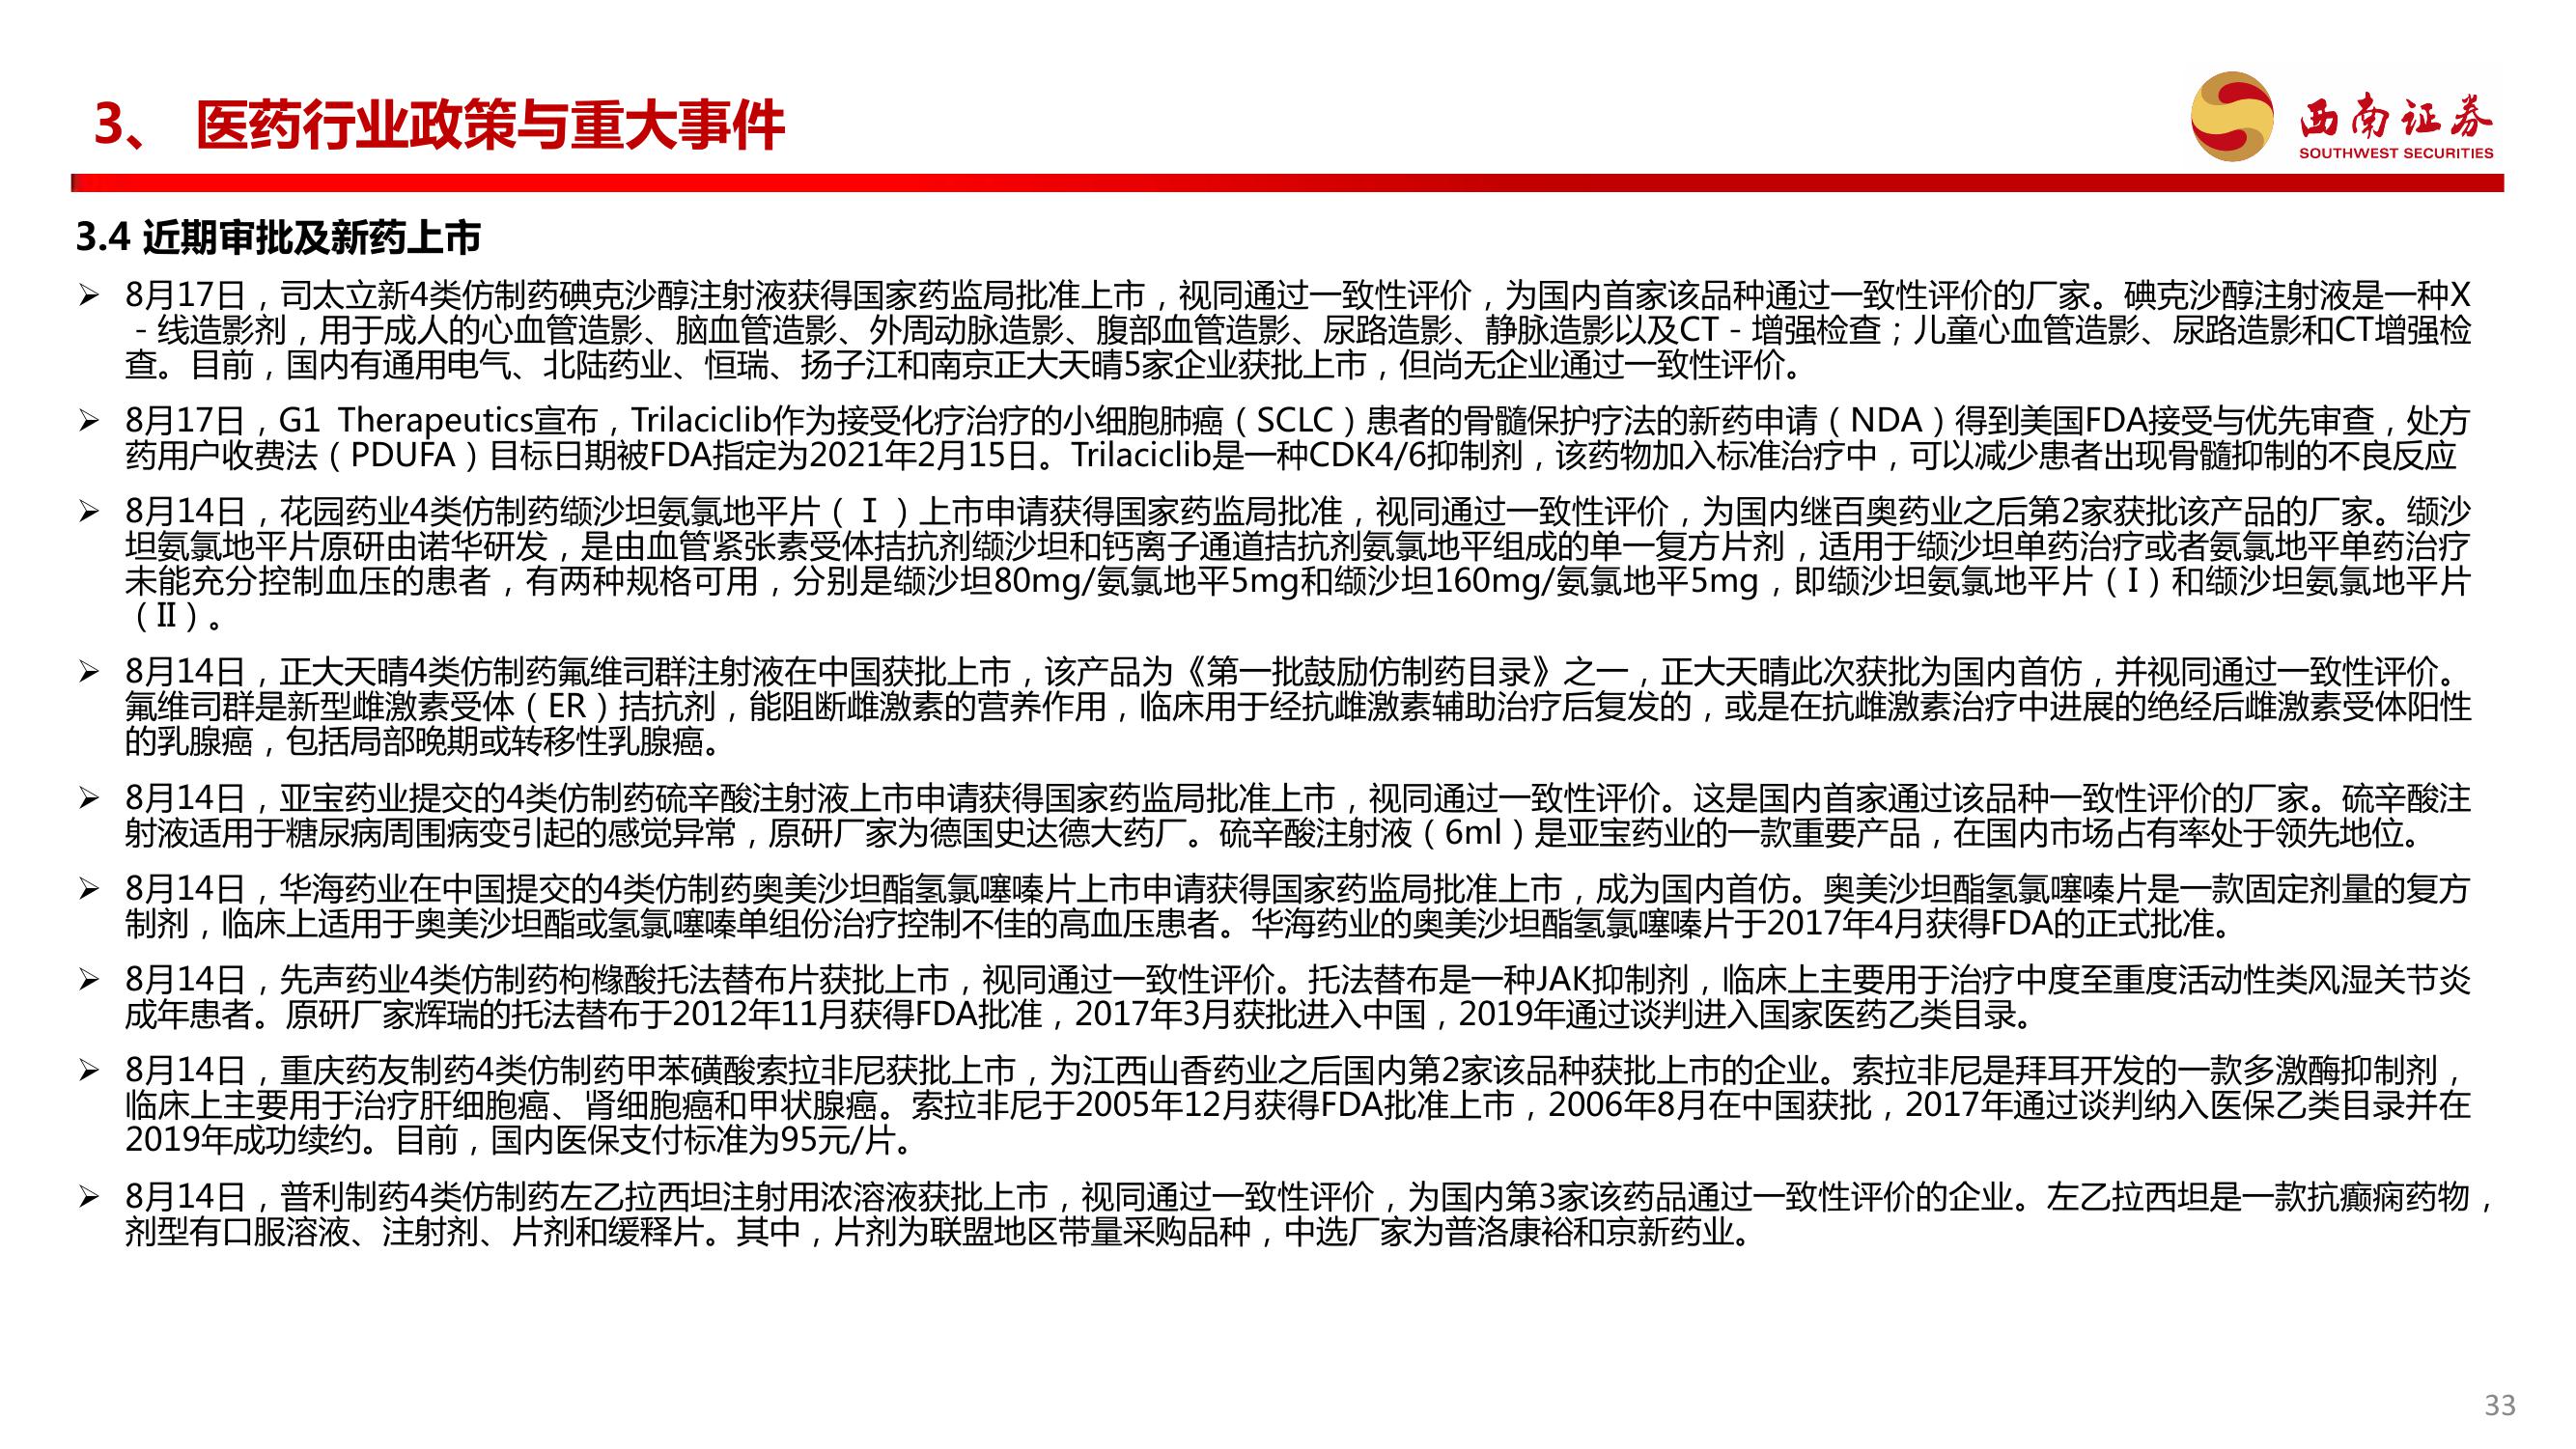 3、 医药行业政策与重大事件
西南证券
SOUTHWEST SECURITIES
3.4 近期审批及新药上市
➢ 8月17日，司太立新4类仿制药碘克沙醇注射液获得国家药监局批准上市，视同通过一致性评价，为国内首家该品种通过一致性评价的厂家。碘克沙醇注射液是一种X
－线造影剂，用于成人的心血管造影、脑血管造影、外周动脉造影、腹部血管造影、尿路造影、静脉造影以及CT－增强检查；儿童心血管造影、尿路造影和CT增强检
查。目前，国内有通用电气、北陆药业、恒瑞、扬子江和南京正大天晴5家企业获批上市，但尚无企业通过一致性评价。
➢ 8月17日，G1 Therapeutics宣布，Trilaciclib作为接受化疗治疗的小细胞肺癌（SCLC）患者的骨髓保护疗法的新药申请（NDA）得到美国FDA接受与优先审查，处方
药用户收费法（PDUFA）目标日期被FDA指定为2021年2月15日。Trilaciclib是一种CDK4/6抑制剂，该药物加入标准治疗中，可以减少患者出现骨髓抑制的不良反应
➢ 8月14日，花园药业4类仿制药缬沙坦氨氯地平片（Ⅰ）上市申请获得国家药监局批准，视同通过一致性评价，为国内继百奥药业之后第2家获批该产品的厂家。缬沙
坦氨氯地平片原研由诺华研发，是由血管紧张素受体拮抗剂缬沙坦和钙离子通道拮抗剂氨氯地平组成的单一复方片剂，适用于缬沙坦单药治疗或者氨氯地平单药治疗
未能充分控制血压的患者，有两种规格可用，分别是缬沙坦80mg/氨氯地平5mg和缬沙坦160mg/氨氯地平5mg，即缬沙坦氨氯地平片（I）和缬沙坦氨氯地平片
（II）。
➢ 8月14日，正大天晴4类仿制药氟维司群注射液在中国获批上市，该产品为《第一批鼓励仿制药目录》之一，正大天晴此次获批为国内首仿，并视同通过一致性评价。
氟维司群是新型雌激素受体（ER）拮抗剂，能阻断雌激素的营养作用，临床用于经抗雌激素辅助治疗后复发的，或是在抗雌激素治疗中进展的绝经后雌激素受体阳性
的乳腺癌，包括局部晚期或转移性乳腺癌。
➢ 8月14日，亚宝药业提交的4类仿制药硫辛酸注射液上市申请获得国家药监局批准上市，视同通过一致性评价。这是国内首家通过该品种一致性评价的厂家。硫辛酸注
射液适用于糖尿病周围病变引起的感觉异常，原研厂家为德国史达德大药厂。硫辛酸注射液（6ml）是亚宝药业的一款重要产品，在国内市场占有率处于领先地位。
➢ 8月14日，华海药业在中国提交的4类仿制药奥美沙坦酯氢氯噻嗪片上市申请获得国家药监局批准上市，成为国内首仿。奥美沙坦酯氢氯噻嗪片是一款固定剂量的复方
制剂，临床上适用于奥美沙坦酯或氢氯噻嗪单组份治疗控制不佳的高血压患者。华海药业的奥美沙坦酯氢氯噻嗪片于2017年4月获得FDA的正式批准。
➢ 8月14日，先声药业4类仿制药枸橼酸托法替布片获批上市，视同通过一致性评价。托法替布是一种JAK抑制剂，临床上主要用于治疗中度至重度活动性类风湿关节炎
成年患者。原研厂家辉瑞的托法替布于2012年11月获得FDA批准，2017年3月获批进入中国，2019年通过谈判进入国家医药乙类目录。
➢ 8月14日，重庆药友制药4类仿制药甲苯磺酸索拉非尼获批上市，为江西山香药业之后国内第2家该品种获批上市的企业。索拉非尼是拜耳开发的一款多激酶抑制剂，
临床上主要用于治疗肝细胞癌、肾细胞癌和甲状腺癌。索拉非尼于2005年12月获得FDA批准上市，2006年8月在中国获批，2017年通过谈判纳入医保乙类目录并在
2019年成功续约。目前，国内医保支付标准为95元/片。
➢ 8月14日，普利制药4类仿制药左乙拉西坦注射用浓溶液获批上市，视同通过一致性评价，为国内第3家该药品通过一致性评价的企业。左乙拉西坦是一款抗癫痫药物，
剂型有口服溶液、注射剂、片剂和缓释片。其中，片剂为联盟地区带量采购品种，中选厂家为普洛康裕和京新药业。
33